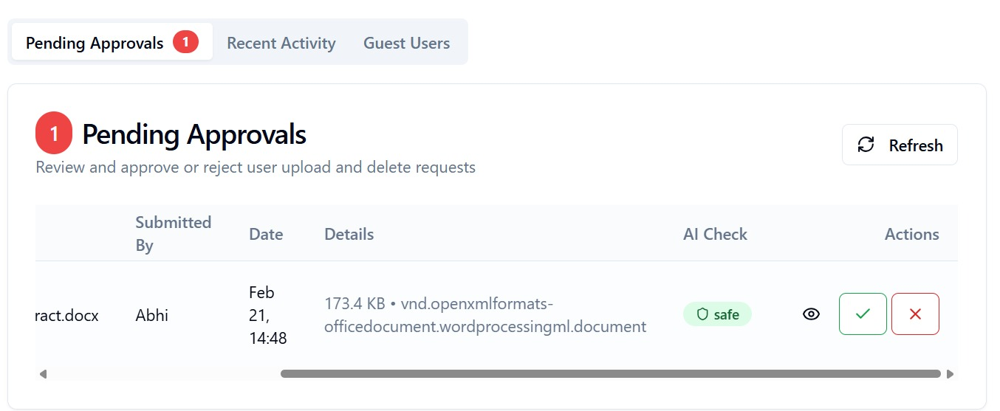 Pending Approvals 1 Recent Activity Guest Users
1 Pending Approvals
Refresh
Review and approve or reject user upload and delete requests
Submitted
By
Date
Details
AI Check
Actions
ract.docx
Abhi
Feb
21,
14:48
173.4 KB • vnd.openxmlformats-
officedocument.wordprocessingml.document
safe